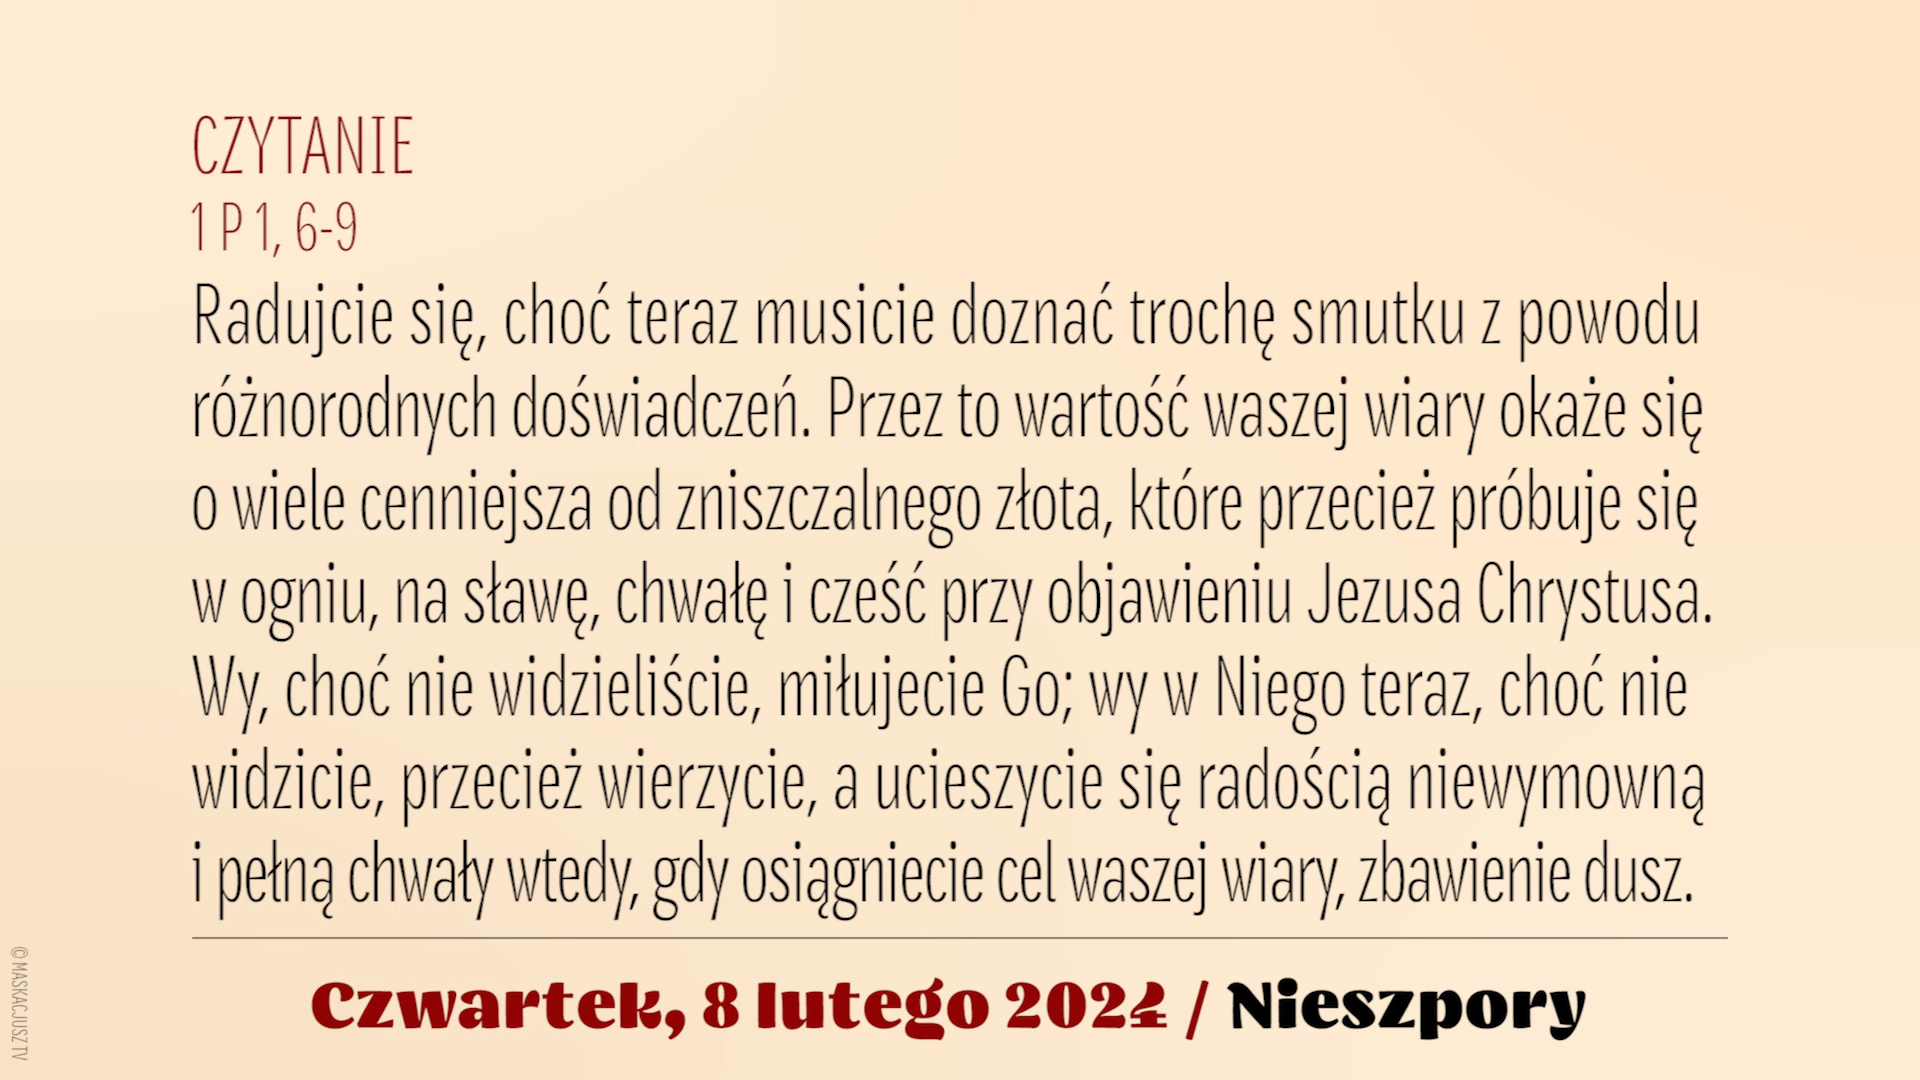 CZYTANIE
1 P 1, 6-9
Radujcie się, choć teraz musicie doznać trochę smutku z powodu
różnorodnych doświadczeń. Przez to wartość waszej wiary okaże się
o wiele cenniejsza od zniszczalnego złota, które przecież próbuje się
w ogniu, na sławę, chwałę i cześć przy objawieniu Jezusa Chrystusa.
Wy, choć nie widzieliście, miłujecie Go; wy w Niego teraz, choć nie
widzicie, przecież wierzycie, a ucieszycie się radością niewymowną
i pełną chwały wtedy, gdy osiągniecie cel waszej wiary, zbawienie dusz.
Czwartek, 8 lutego 2024 / Nieszpory
© MASKACJUSZ TV